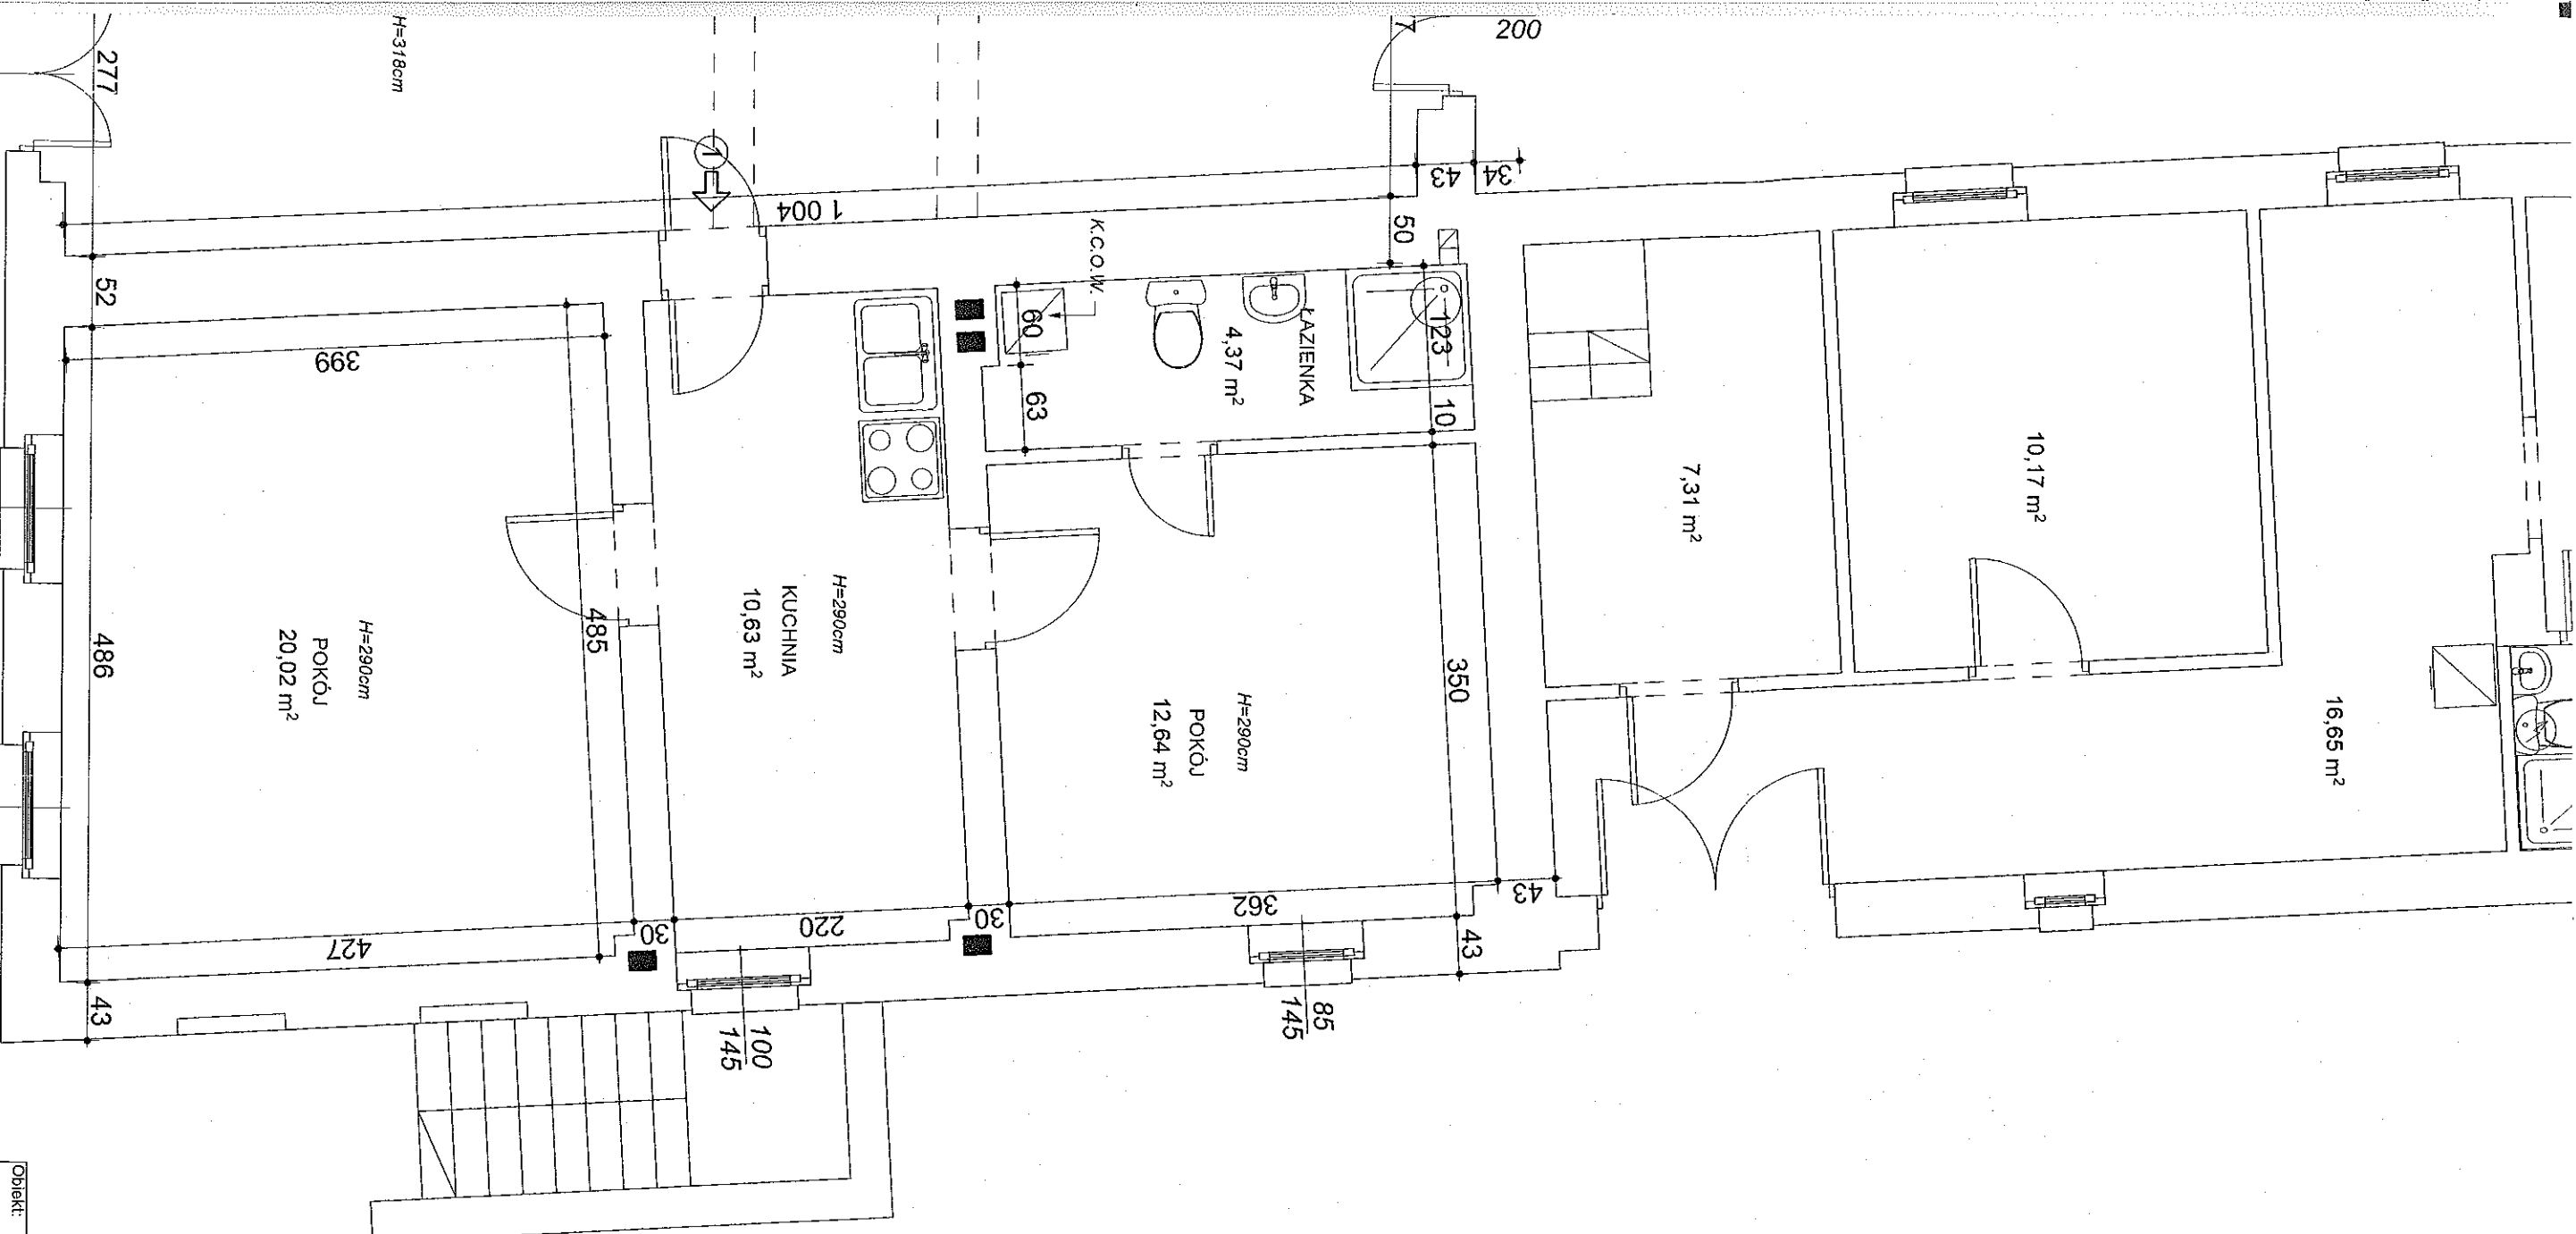 277
H=318cm
200
7
43
34
1
1 004
52
50
K.C.O.W.
60
63
ŁAZIENKA
4,37 m²
123
10
399
485
486
H=290cm
POKÓJ
20,02 m²
H=290cm
KUCHNIA
10,63 m²
H=290cm
POKÓJ
12,64 m²
350
7,31 m²
10,17 m²
16,65 m²
427
30
220
30
362
43
43
43
100
145
85
145
Obiekt: